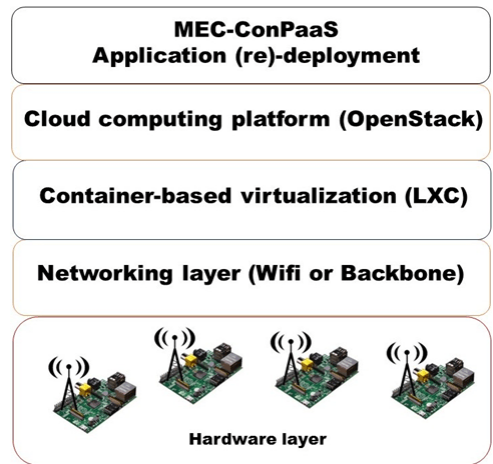 MEC-ConPaaS
Application (re)-deployment
Cloud computing platform (OpenStack)
Container-based virtualization (LXC)
Networking layer (Wifi or Backbone)
Hardware layer